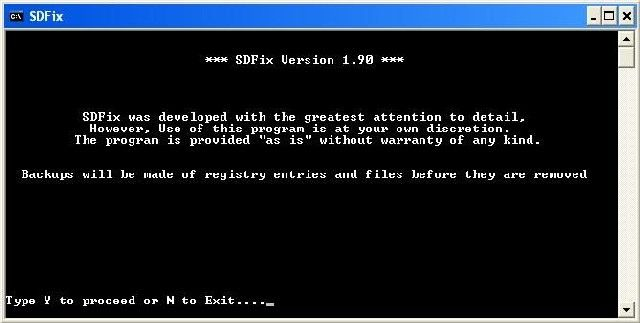 SDFix
*** SDFix Version 1.90 ***
SDFix was developed with the greatest attention to detail,
However, Use of this program is at your own discretion.
The program is provided "as is" without warranty of any kind.
Backups will be made of registry entries and files before they are removed
Type Y to proceed or N to Exit...._